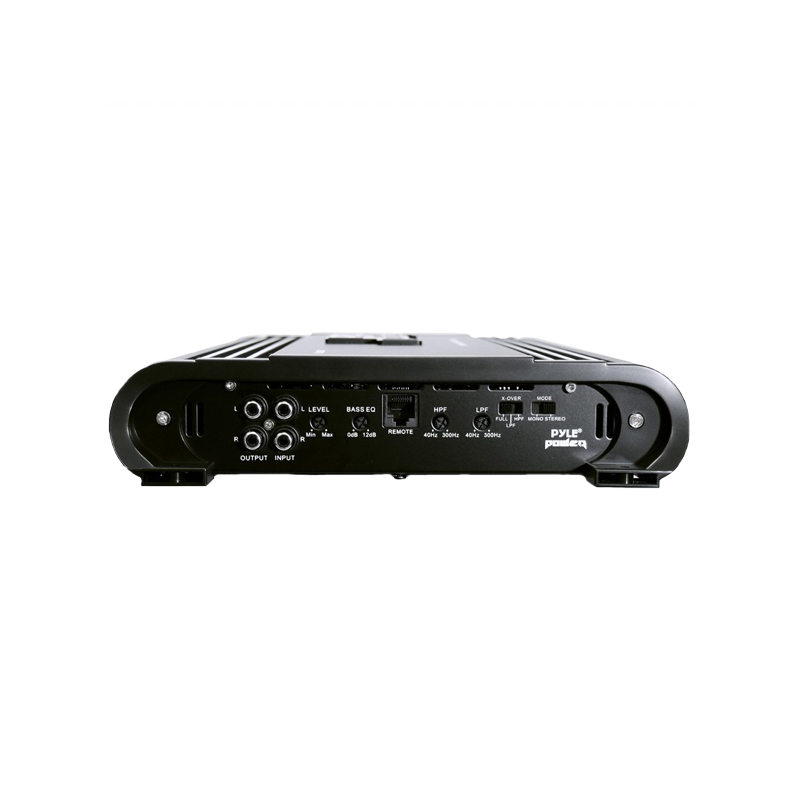 X-OVER MODE
L L LEVEL BASS EQ HPF LPF
FULL HPF MONO STEREO
LPF
Min Max 0dB 12dB REMOTE 40Hz 300Hz 40Hz 300Hz
R R
PYLE®
POWER
OUTPUT INPUT